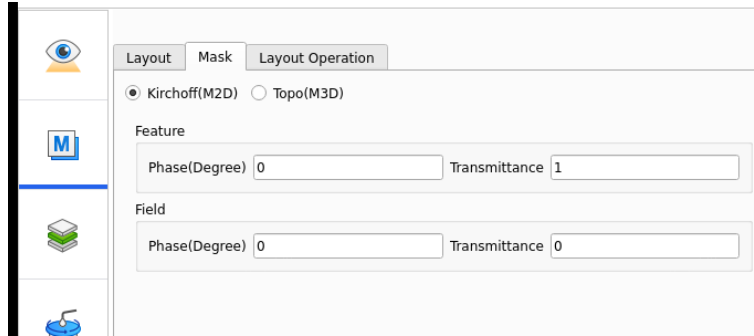 Layout Mask Layout Operation
Kirchoff(M2D) Topo(M3D)
M
Feature
Phase(Degree) 0 Transmittance 1
Field
Phase(Degree) 0 Transmittance 0